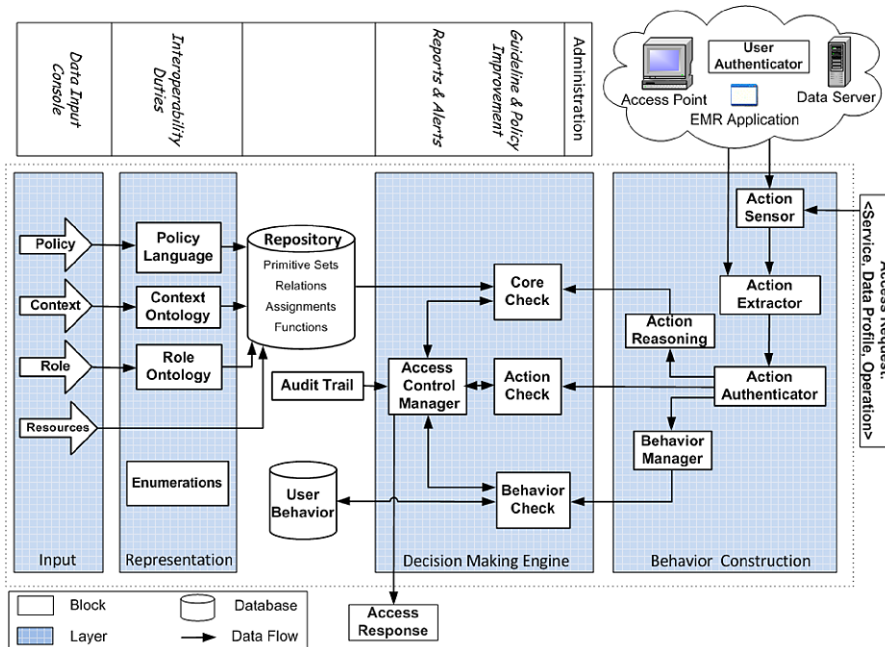 Data Input
Console
Interoperability
Duties
Reports & Alerts
Guideline & Policy
Improvement
Administration
User
Authenticator
Access Point
Data Server
EMR Application
Policy
Context
Role
Resources
Input
Policy
Language
Context
Ontology
Role
Ontology
Enumerations
Representation
Repository
Primitive Sets
Relations
Assignments
Functions
Audit Trail
User
Behavior
Access
Control
Manager
Core
Check
Action
Check
Behavior
Check
Decision Making Engine
Action
Sensor
Action
Extractor
Action
Reasoning
Action
Authenticator
Behavior
Manager
Behavior Construction
Access Request:
<Service, Data Profile, Operation>
Access
Response
Block
Layer
Database
Data Flow